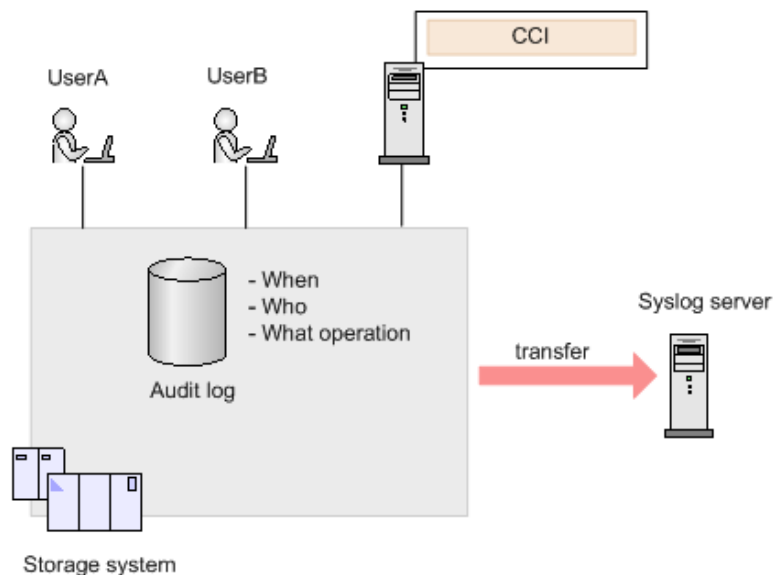 CCI
UserA
UserB
- When
- Who
- What operation
Audit log
Syslog server
transfer
Storage system